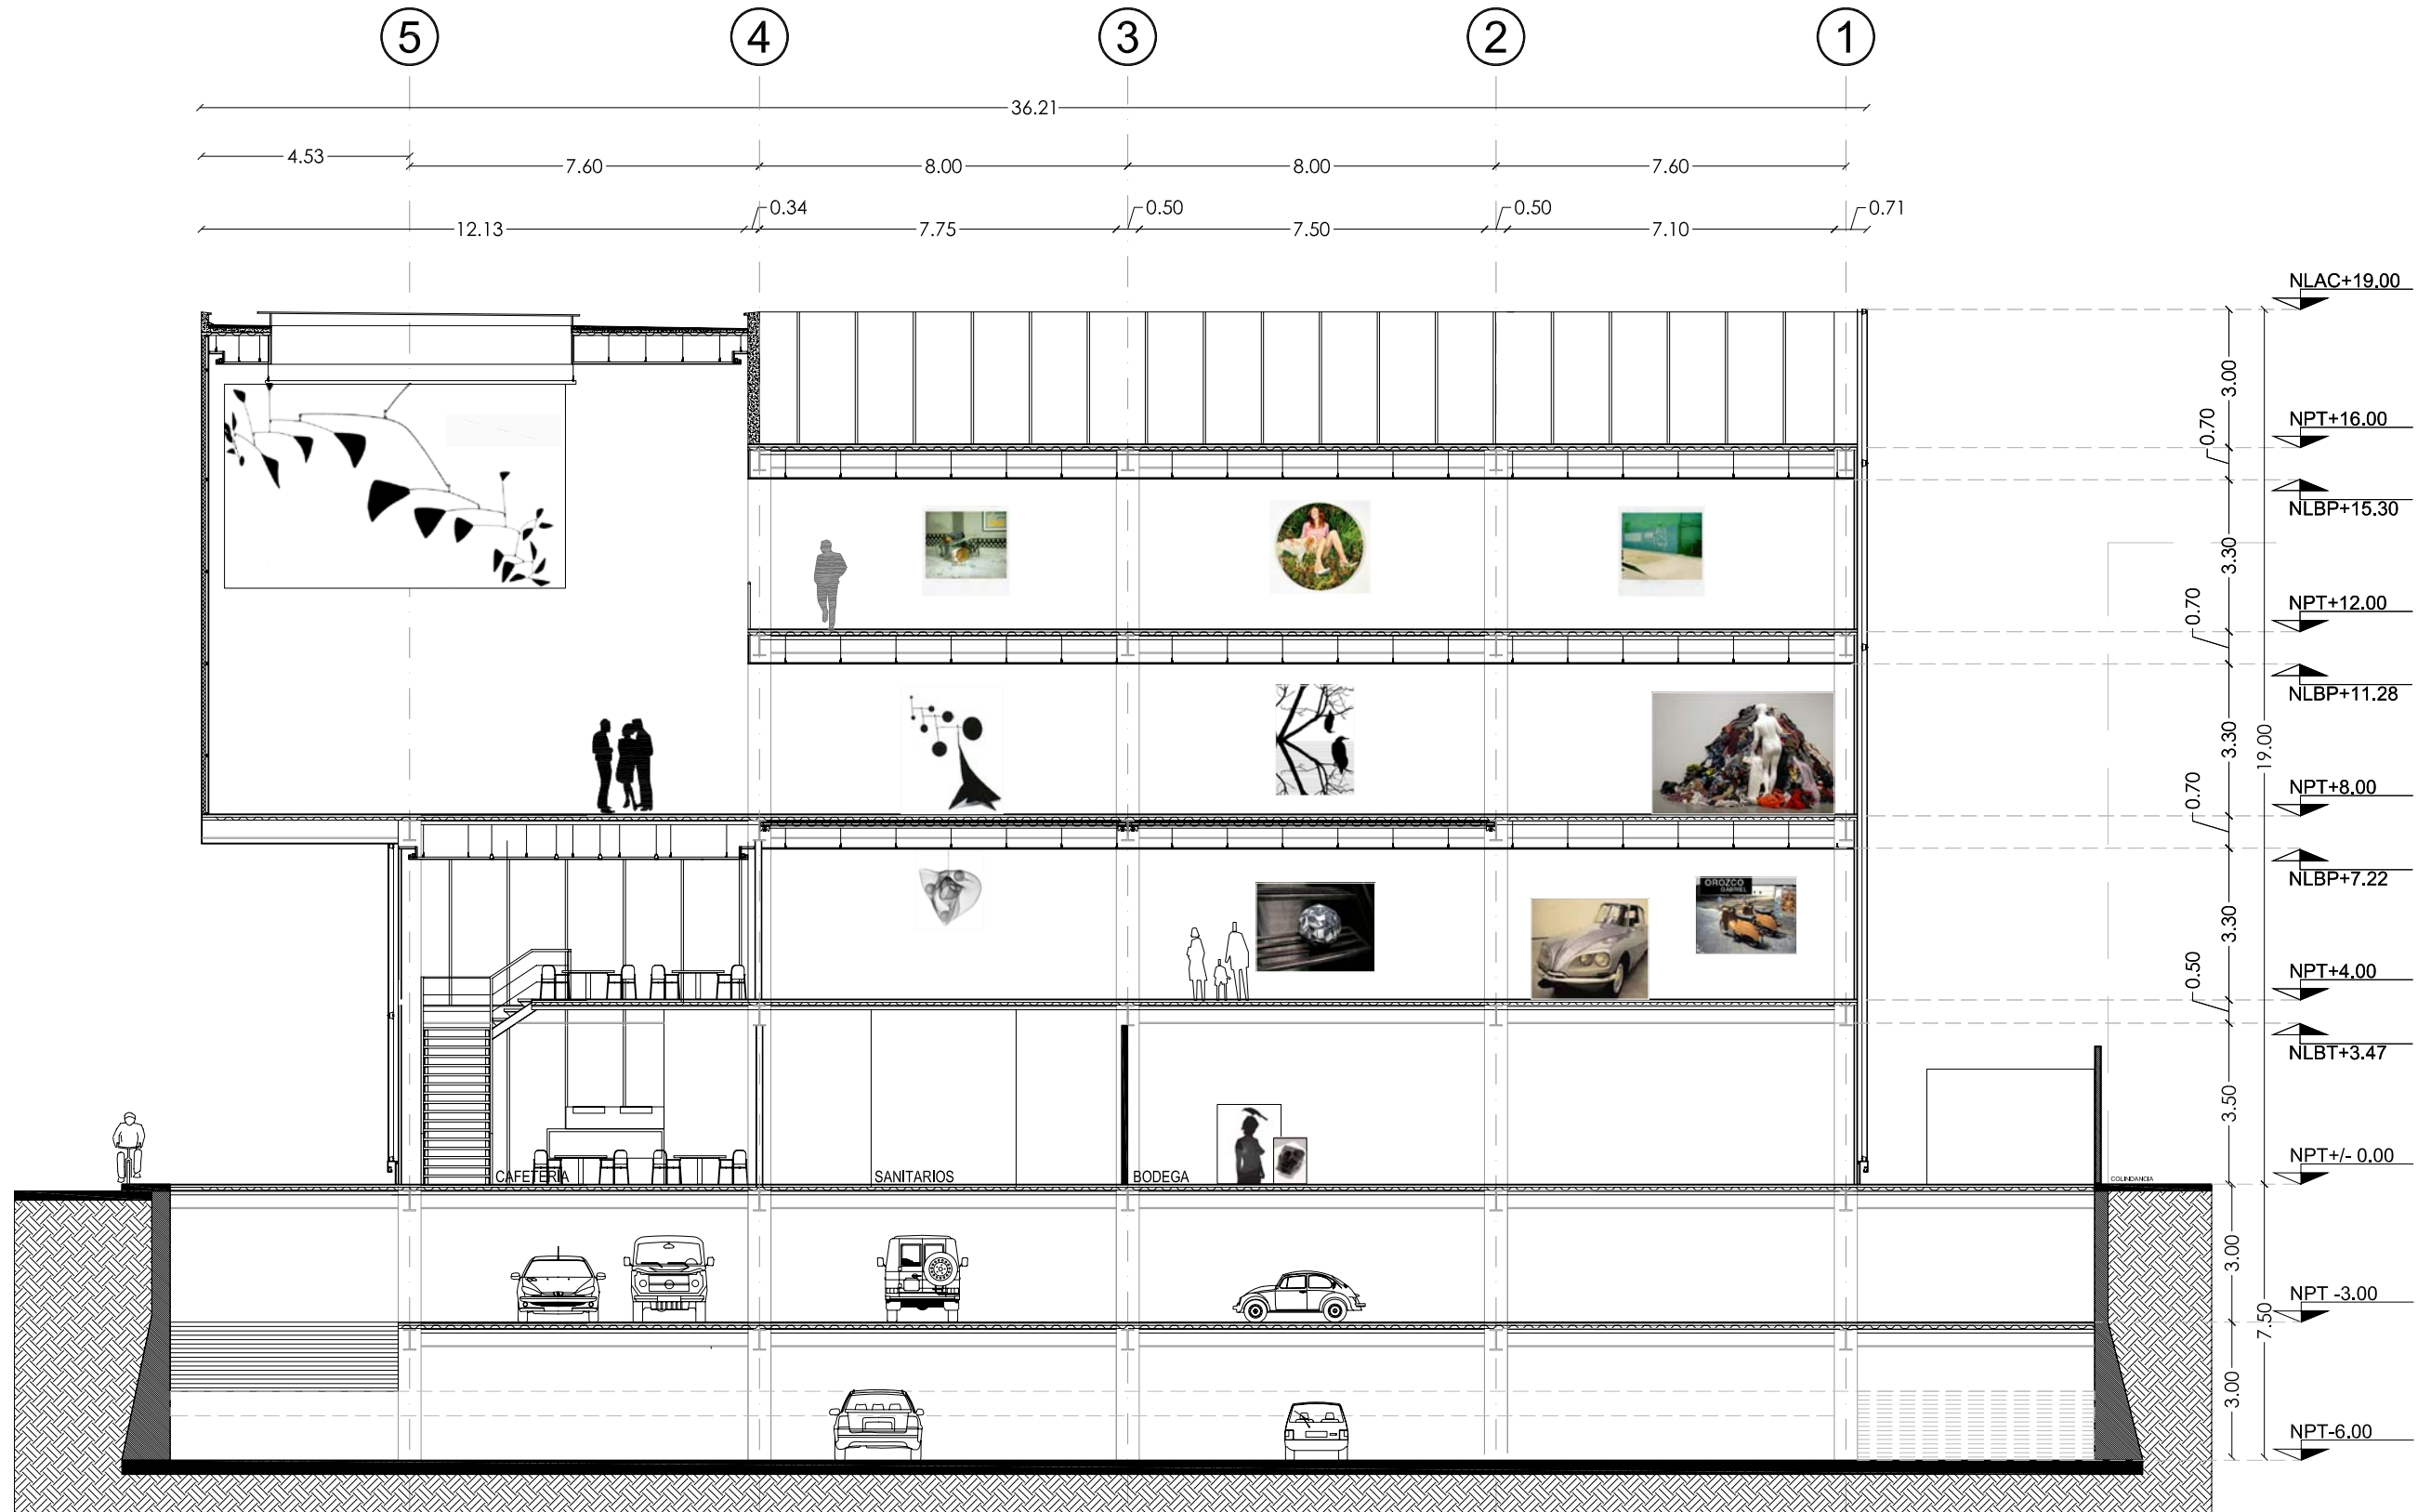 5 4 3 2 1
36.21
4.53 7.60 8.00 8.00 7.60
12.13 0.34 7.75 0.50 7.50 0.50 7.10 0.71
NLAC+19.00
3.00
NPT+16.00
0.70
NLBP+15.30
3.30
NPT+12.00
0.70
NLBP+11.28
3.30
19.00
NPT+8.00
0.70
NLBP+7.22
OROZCO
GABRIEL
3.30
NPT+4.00
0.50
NLBT+3.47
3.50
NPT+/- 0.00
CAFETERIA SANITARIOS BODEGA
COLINDANCIA
3.00
NPT -3.00
7.50
3.00
NPT-6.00